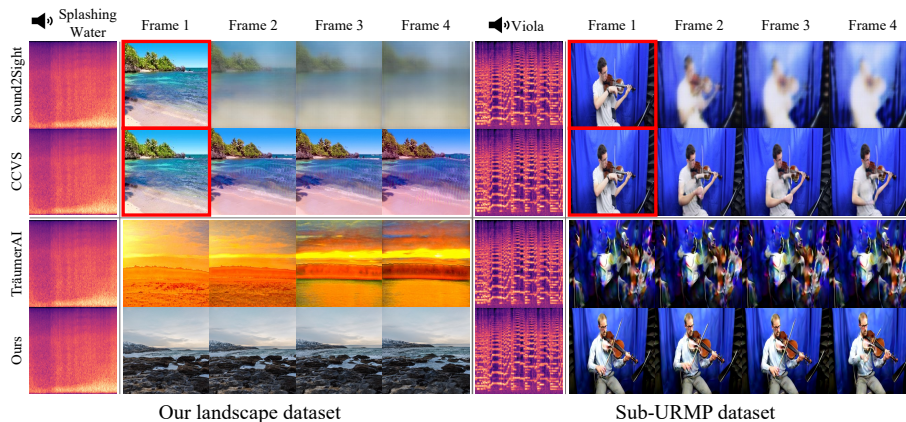 Splashing Water Frame 1 Frame 2 Frame 3 Frame 4 Viola Frame 1 Frame 2 Frame 3 Frame 4
Sound2Sight
CCVS
TräumerAI
Ours
Our landscape dataset Sub-URMP dataset